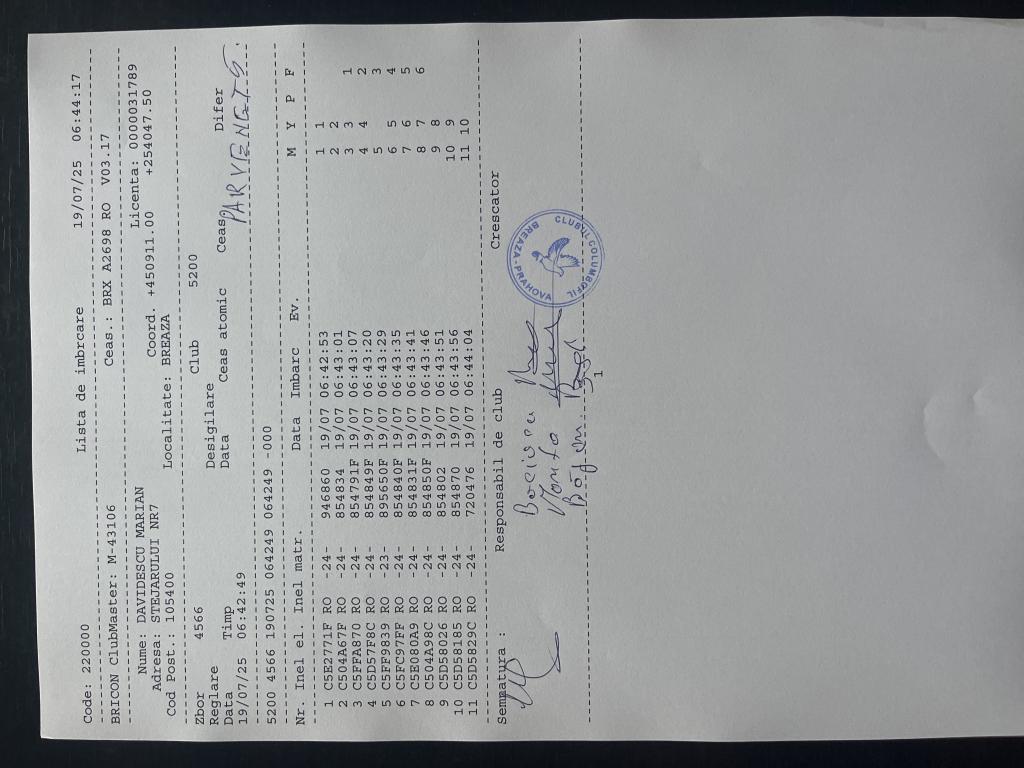 Code: 220000 Lista de imbrcare 19/07/25 06:44:17
BRICON ClubMaster: M-43106 Ceas.: BRX A2698 RO V03.17
Nume: DAVIDESCU MARIAN Licenta: 0000031789
Adresa: STEJARULUI NR7 Coord. +450911.00 +254047.50
Cod Post.: 105400 Localitate: BREAZA
Zbor 4566 Club 5200
Reglare Desigilare
Data Timp Data Ceas atomic Ceas Difer
19/07/25 06:42:49 PARVENETS
5200 4566 190725 064249 064249 -000
Nr. Inel el. Inel matr. Data Imbarc Ev. M Y P F
1 C5E2771F RO -24- 946860 19/07 06:42:53 1 1
2 C504A67F RO -24- 854834 19/07 06:43:01 2 2
3 C5FFA870 RO -24- 854791F 19/07 06:43:07 3 3 1
4 C5D57F8C RO -24- 854849F 19/07 06:43:20 4 4 2
5 C5FF9839 RO -23- 895650F 19/07 06:43:29 5 3
6 C5FC97FF RO -24- 854840F 19/07 06:43:35 6 5 4
7 C5E080A9 RO -24- 854831F 19/07 06:43:41 7 6 5
8 C504A98C RO -24- 854850F 19/07 06:43:46 8 7 6
9 C5D58026 RO -24- 854802 19/07 06:43:51 9 8
10 C5D58185 RO -24- 854870 19/07 06:43:56 10 9
11 C5D5829C RO -24- 720476 19/07 06:44:04 11 10
Semnatura : Responsabil de club Crescator
CLUBUL COLUMBOFIL
BREAZA-PRAHOVA
1